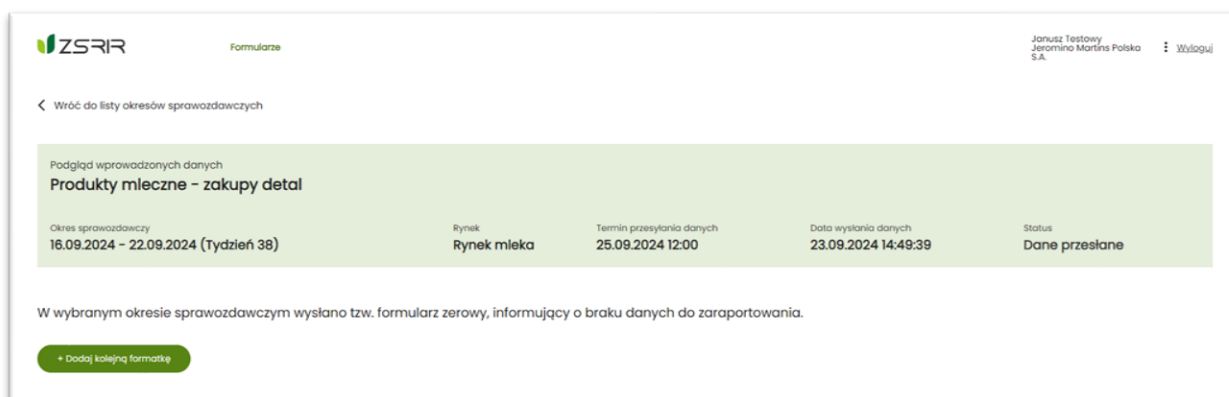 ZSRIR
Formularze
Janusz Testowy
Jeromino Martins Polska
S.A.
Wyloguj
Wróć do listy okresów sprawozdawczych
Podgląd wprowadzonych danych
Produkty mleczne - zakupy detal
Okres sprawozdawczy
16.09.2024 - 22.09.2024 (Tydzień 38)
Rynek
Rynek mleka
Termin przesyłania danych
25.09.2024 12:00
Data wysłania danych
23.09.2024 14:49:39
Status
Dane przesłane
W wybranym okresie sprawozdawczym wysłano tzw. formularz zerowy, informujący o braku danych do zaraportowania.
+ Dodaj kolejną formatkę